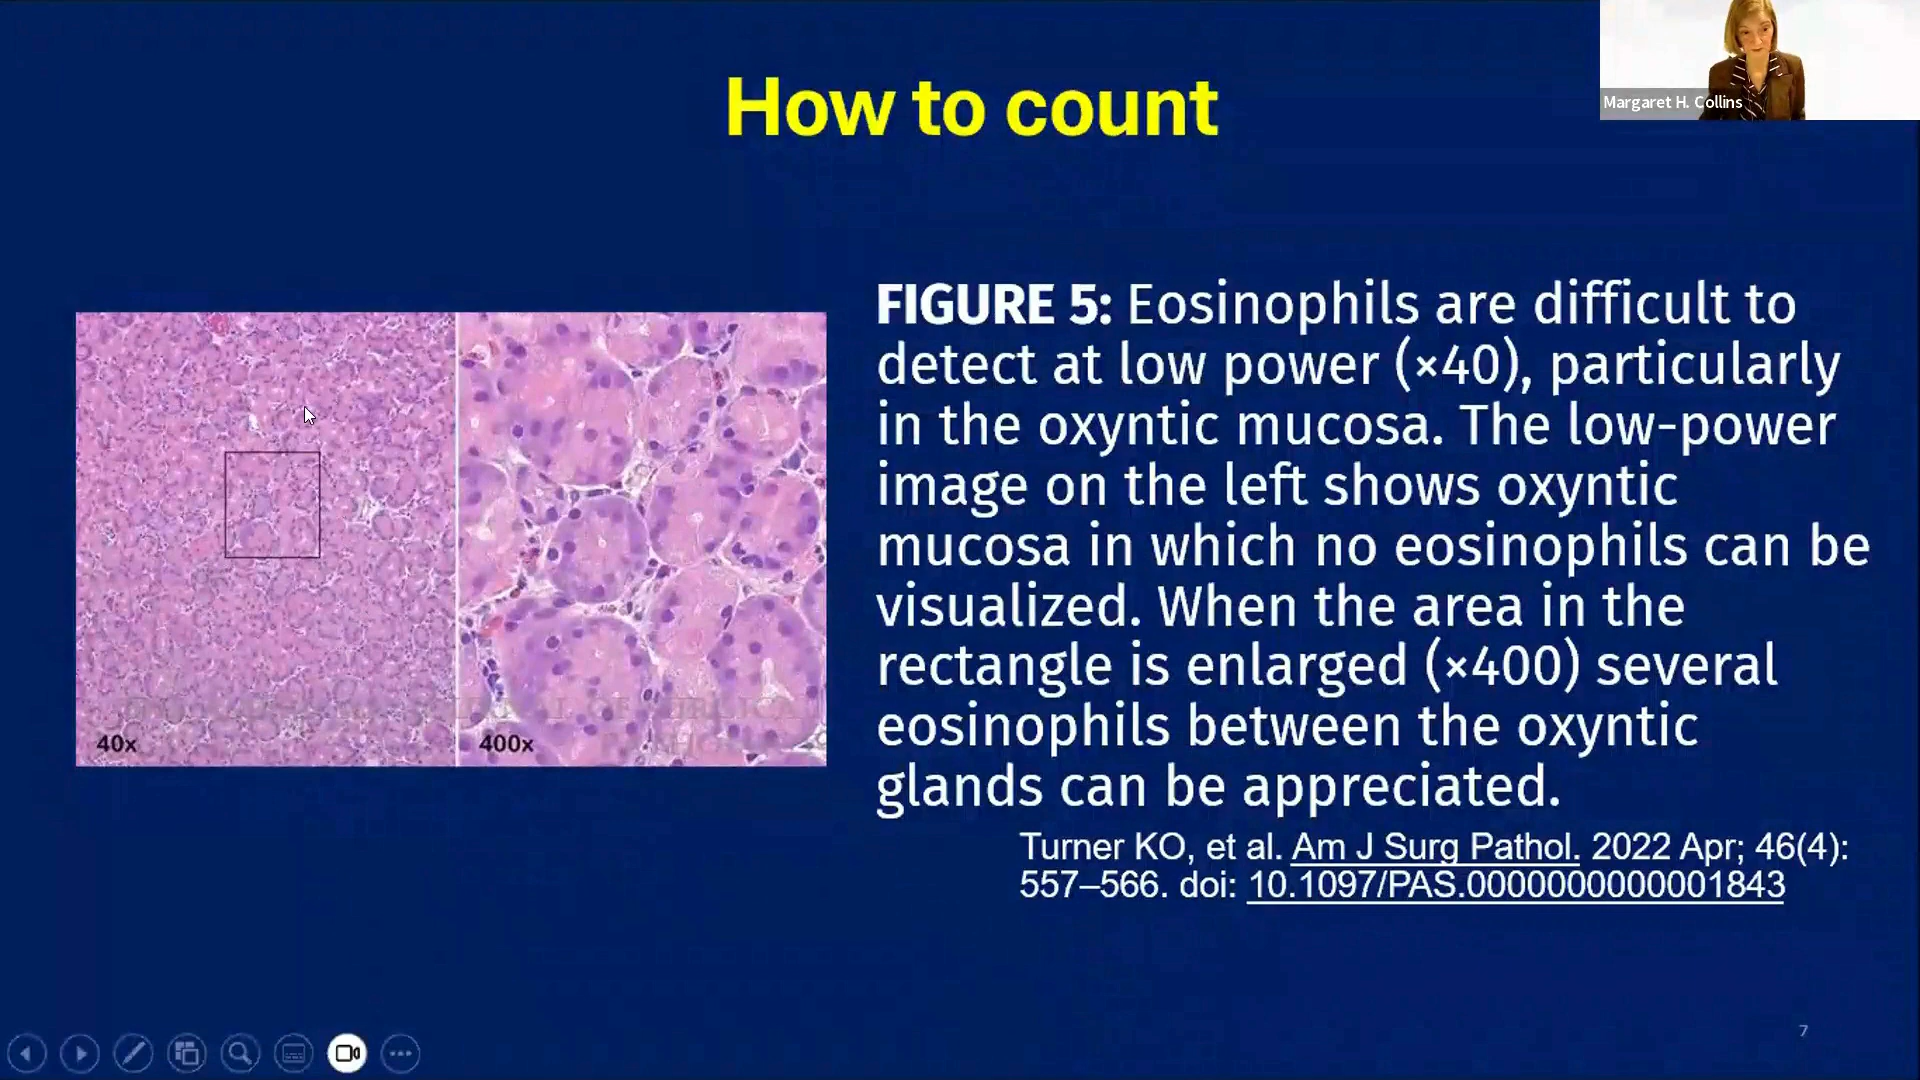 How to count
Margaret H. Collins
FIGURE 5: Eosinophils are difficult to
detect at low power (×40), particularly
in the oxyntic mucosa. The low-power
image on the left shows oxyntic
mucosa in which no eosinophils can be
visualized. When the area in the
rectangle is enlarged (×400) several
eosinophils between the oxyntic
glands can be appreciated.
40x
400x
Turner KO, et al. Am J Surg Pathol. 2022 Apr; 46(4):
557–566. doi: 10.1097/PAS.0000000000001843
7